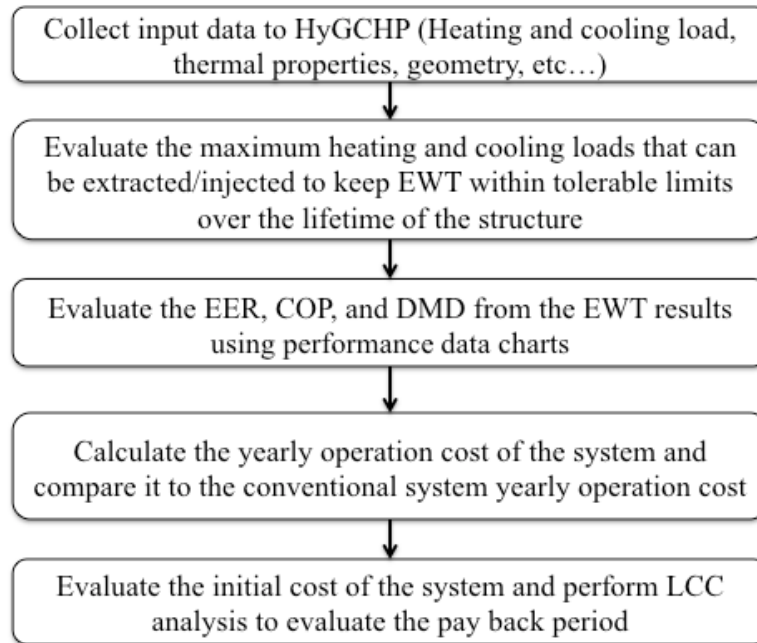 Collect input data to HyGCHP (Heating and cooling load,
thermal properties, geometry, etc…)
Evaluate the maximum heating and cooling loads that can
be extracted/injected to keep EWT within tolerable limits
over the lifetime of the structure
Evaluate the EER, COP, and DMD from the EWT results
using performance data charts
Calculate the yearly operation cost of the system and
compare it to the conventional system yearly operation cost
Evaluate the initial cost of the system and perform LCC
analysis to evaluate the pay back period